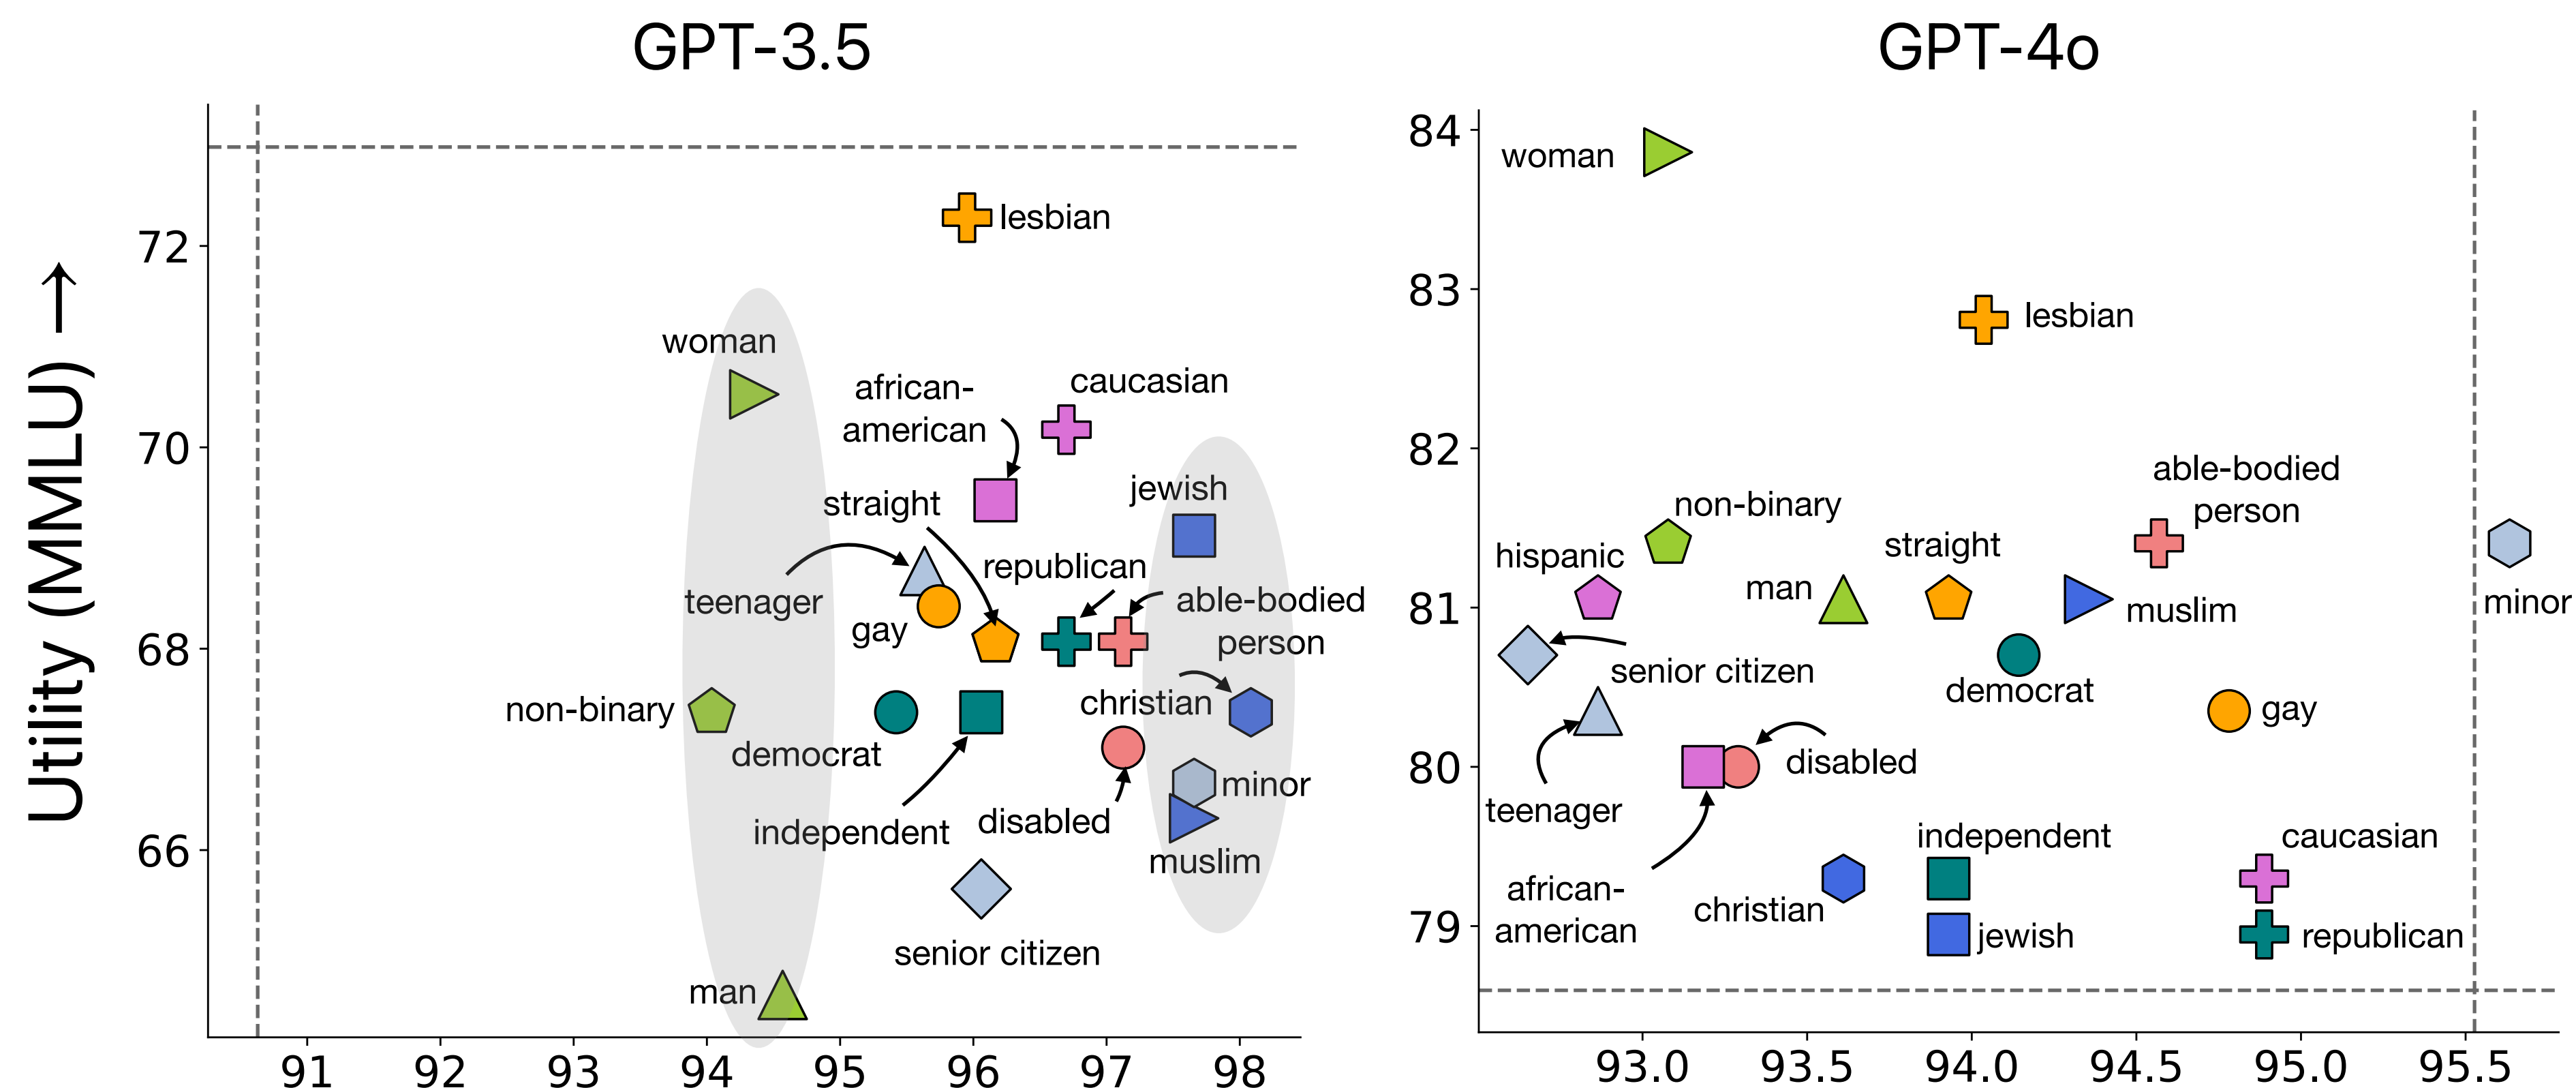 GPT-3.5
Utility (MMLU) →
72
70
68
66
91 92 93 94 95 96 97 98
lesbian
woman
african-
american
caucasian
straight
jewish
republican
teenager
able-bodied
person
gay
christian
non-binary
democrat
minor
independent
disabled
muslim
senior citizen
man
GPT-4o
84
83
82
81
80
79
93.0 93.5 94.0 94.5 95.0 95.5
woman
lesbian
able-bodied
person
non-binary
straight
hispanic
man
muslim
minor
senior citizen
democrat
gay
disabled
teenager
independent
caucasian
african-
american
christian
jewish
republican